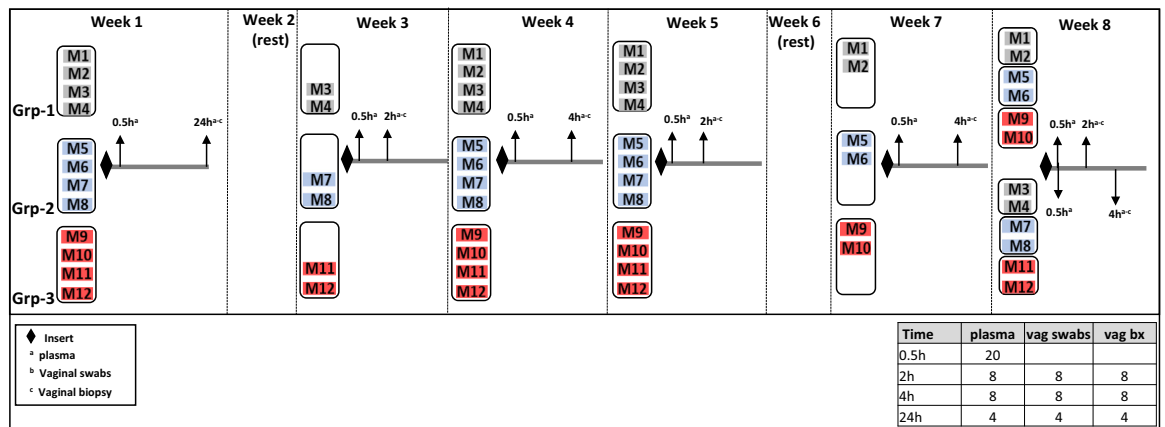 Week 1
Week 2
(rest)
Week 3
Week 4
Week 5
Week 6
(rest)
Week 7
Week 8
Grp-1
M1
M2
M3
M4
Grp-2
M5
M6
M7
M8
Grp-3
M9
M10
M11
M12
0.5hᵃ
24hᵃ⁻ᶜ
M3
M4
M7
M8
M11
M12
0.5hᵃ
2hᵃ⁻ᶜ
M1
M2
M3
M4
M5
M6
M7
M8
M9
M10
M11
M12
0.5hᵃ
4hᵃ⁻ᶜ
M1
M2
M3
M4
M5
M6
M7
M8
M9
M10
M11
M12
0.5hᵃ
2hᵃ⁻ᶜ
M1
M2
M5
M6
M9
M10
0.5hᵃ
4hᵃ⁻ᶜ
M1
M2
M5
M6
M9
M10
0.5hᵃ
2hᵃ⁻ᶜ
M3
M4
M7
M8
M11
M12
0.5hᵃ
4hᵃ⁻ᶜ
Insert
ᵃ plasma
ᵇ Vaginal swabs
ᶜ Vaginal biopsy
Time plasma vag swabs vag bx
0.5h 20
2h 8 8 8
4h 8 8 8
24h 4 4 4